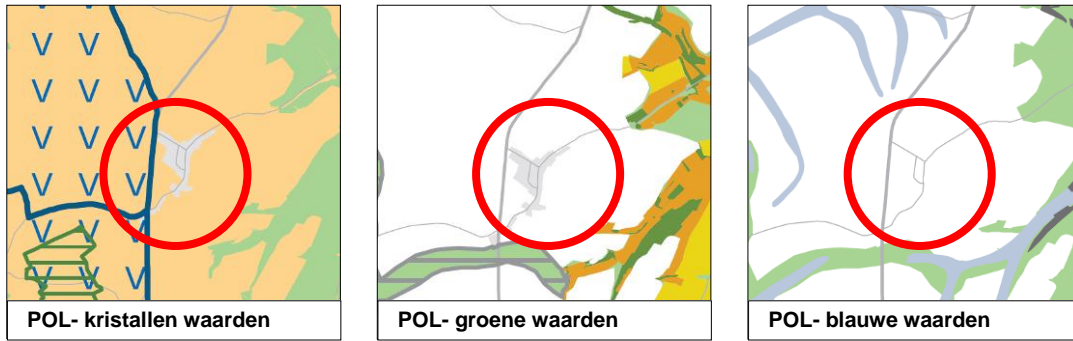 V V
V V
V V V
V V V
V V V
V V
POL- kristallen waarden
POL- groene waarden
POL- blauwe waarden